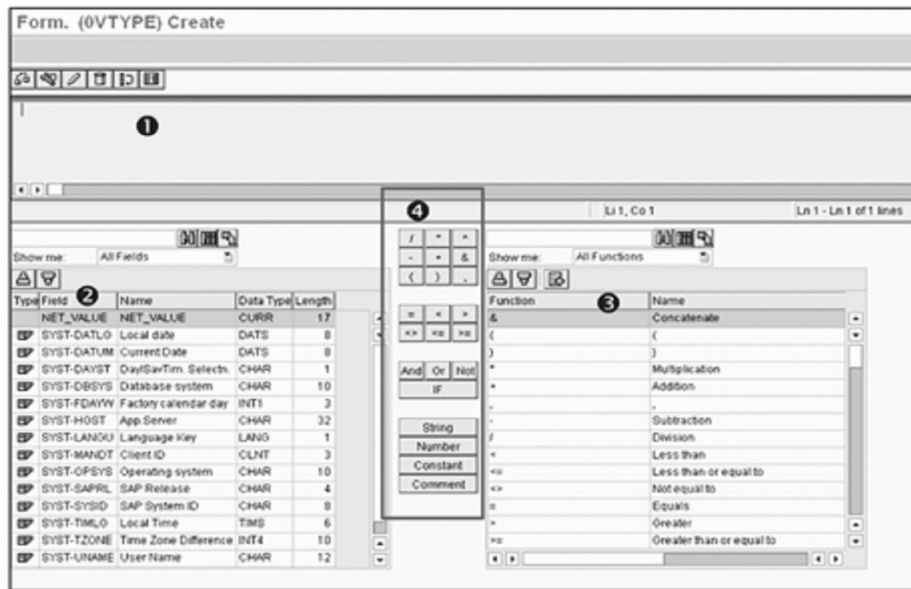 Form. (0VTYPE) Create
❶
Li 1, Co 1 Ln 1 - Ln 1 of 1 lines
❹
/ * ^
- + &
( ) ,
= < >
<> <= >=
And Or Not
IF
String
Number
Constant
Comment
Show me: All Fields
❷
Type Field Name Data Type Length
NET_VALUE NET_VALUE CURR 17
SYST-DATLO Local date DATS 8
SYST-DATUM Current Date DATS 8
SYST-DAYST Day|SavTim. Selectn. CHAR 1
SYST-DBSYS Database system CHAR 10
SYST-FDAYW Factory calendar day INT1 3
SYST-HOST App.Server CHAR 32
SYST-LANGU Language Key LANG 1
SYST-MANDT Client ID CLNT 3
SYST-OPSYS Operating system CHAR 10
SYST-SAPRL SAP Release CHAR 4
SYST-SYSID SAP System ID CHAR 8
SYST-TIMLO Local Time TIMS 6
SYST-TZONE Time Zone Difference INT4 10
SYST-UNAME User Name CHAR 12
Show me: All Functions
❸
Function Name
& Concatenate
( (
) )
* Multiplication
+ Addition
, ,
- Subtraction
/ Division
< Less than
<= Less than or equal to
<> Not equal to
= Equals
> Greater
>= Greater than or equal to